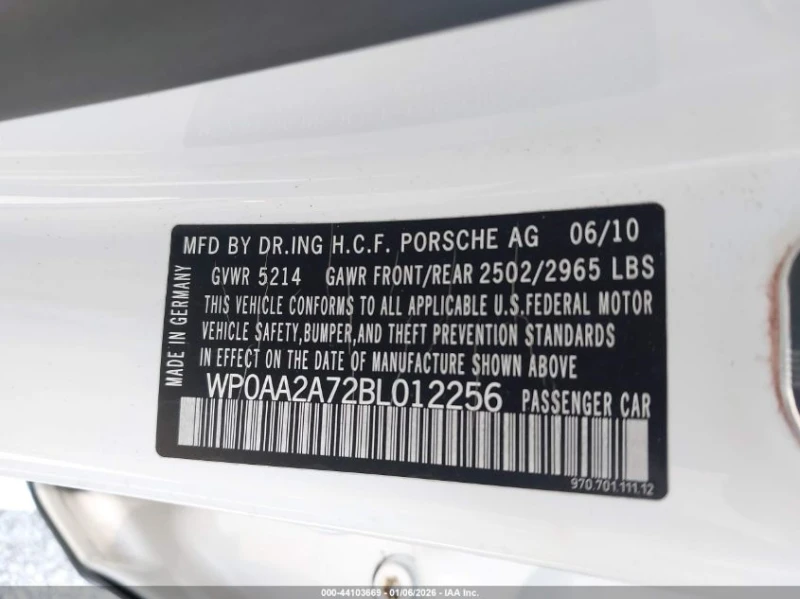 MFD BY DR.ING H.C.F. PORSCHE AG 06/10
GVWR 5214 GAWR FRONT/REAR 2502/2965 LBS
THIS VEHICLE CONFORMS TO ALL APPLICABLE U.S.FEDERAL MOTOR
VEHICLE SAFETY,BUMPER,AND THEFT PREVENTION STANDARDS
IN EFFECT ON THE DATE OF MANUFACTURE SHOWN ABOVE
WP0AA2A72BL012256 PASSENGER CAR
MADE IN GERMANY
970.701.111.12
000-44103669 | 01/06/2026 - IAA Inc.